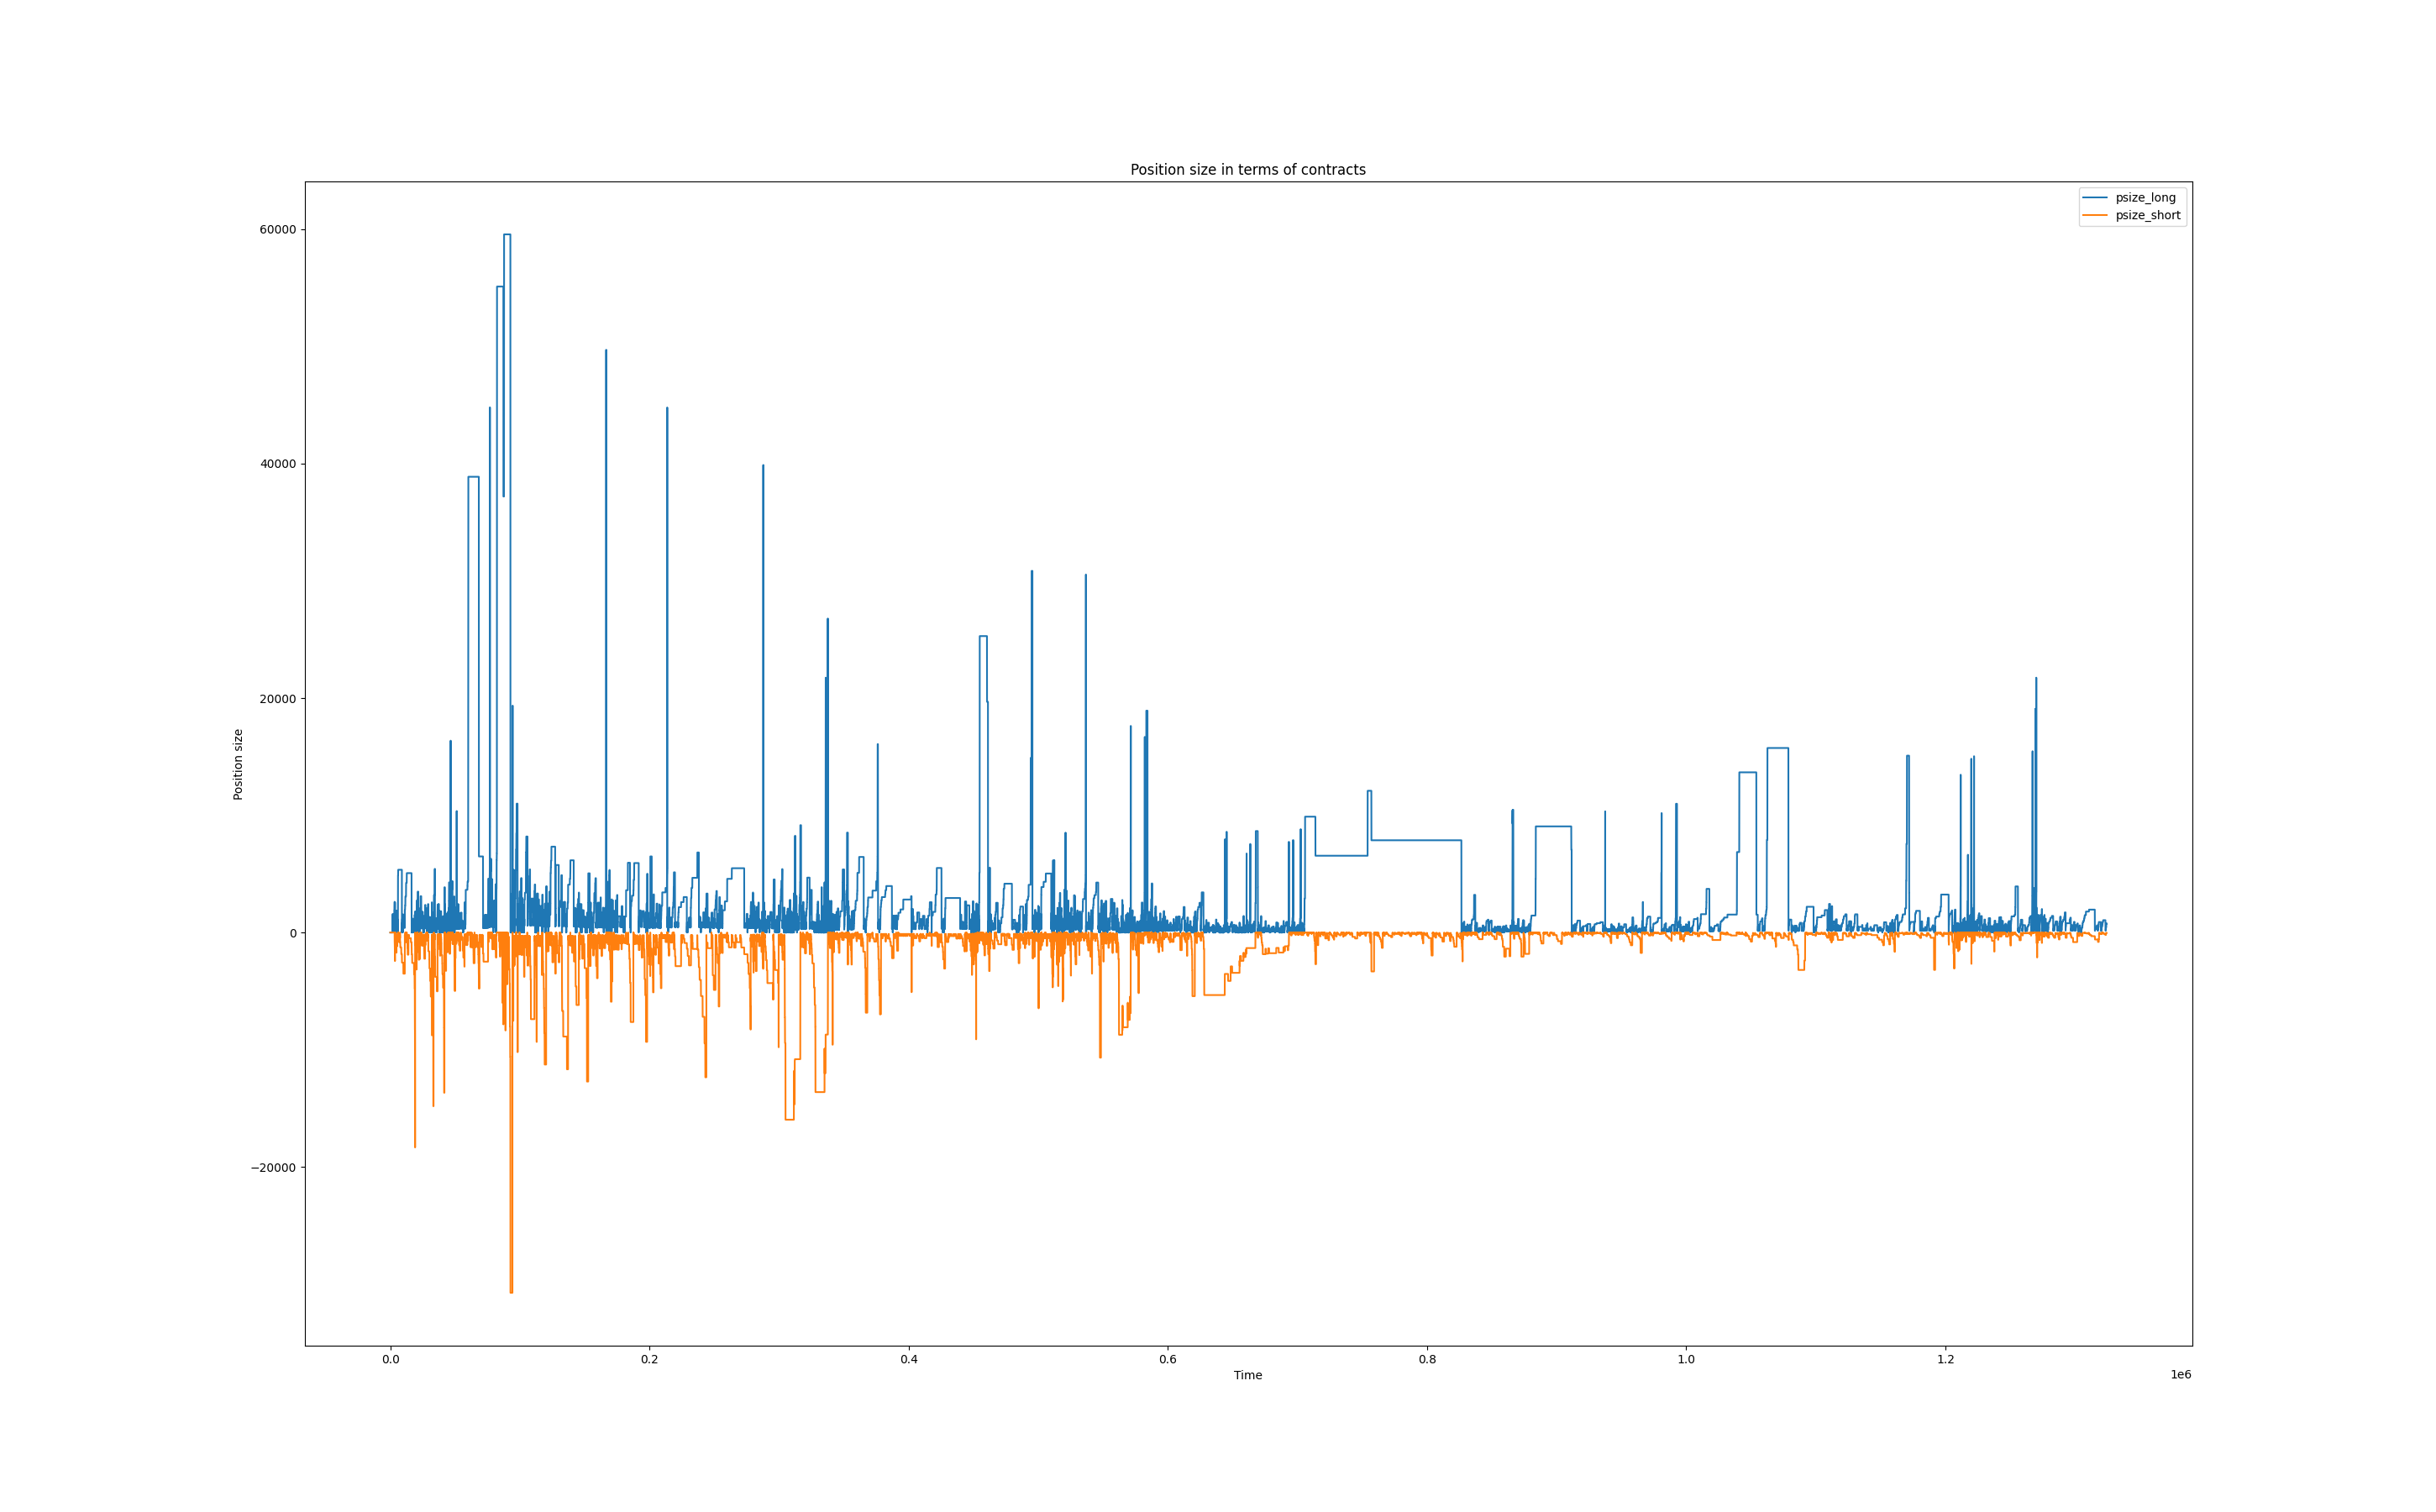 Position size in terms of contracts
psize_long
psize_short
60000
40000
20000
0
−20000
Position size
0.0 0.2 0.4 0.6 0.8 1.0 1.2
Time
1e6